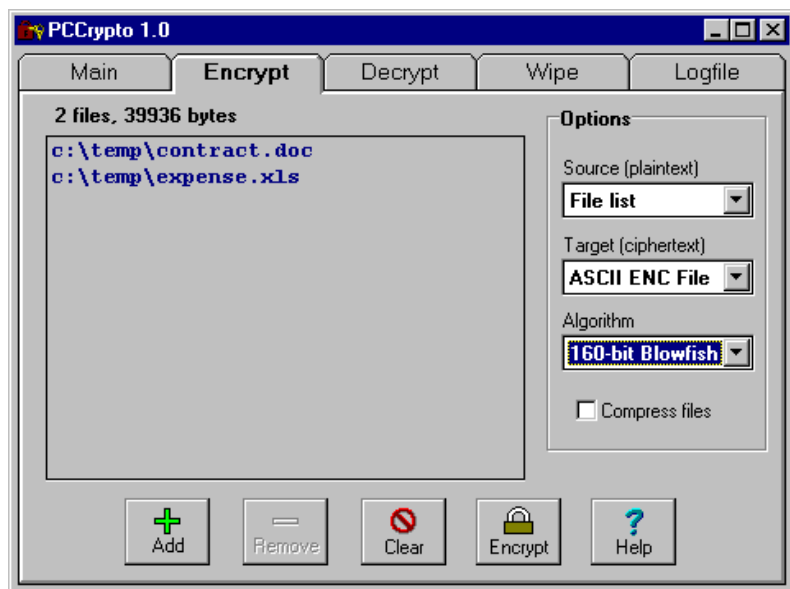 PCCrypto 1.0
Main Encrypt Decrypt Wipe Logfile
2 files, 39936 bytes
c:\temp\contract.doc
c:\temp\expense.xls
Options
Source (plaintext)
File list
Target (ciphertext)
ASCII ENC File
Algorithm
160-bit Blowfish
Compress files
Add Remove Clear Encrypt Help